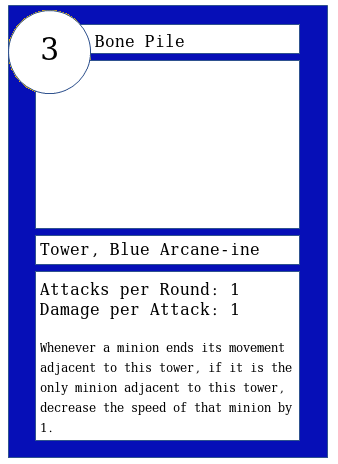 3
Bone Pile
Tower, Blue Arcane-ine
Attacks per Round: 1
Damage per Attack: 1
Whenever a minion ends its movement
adjacent to this tower, if it is the
only minion adjacent to this tower,
decrease the speed of that minion by
1.